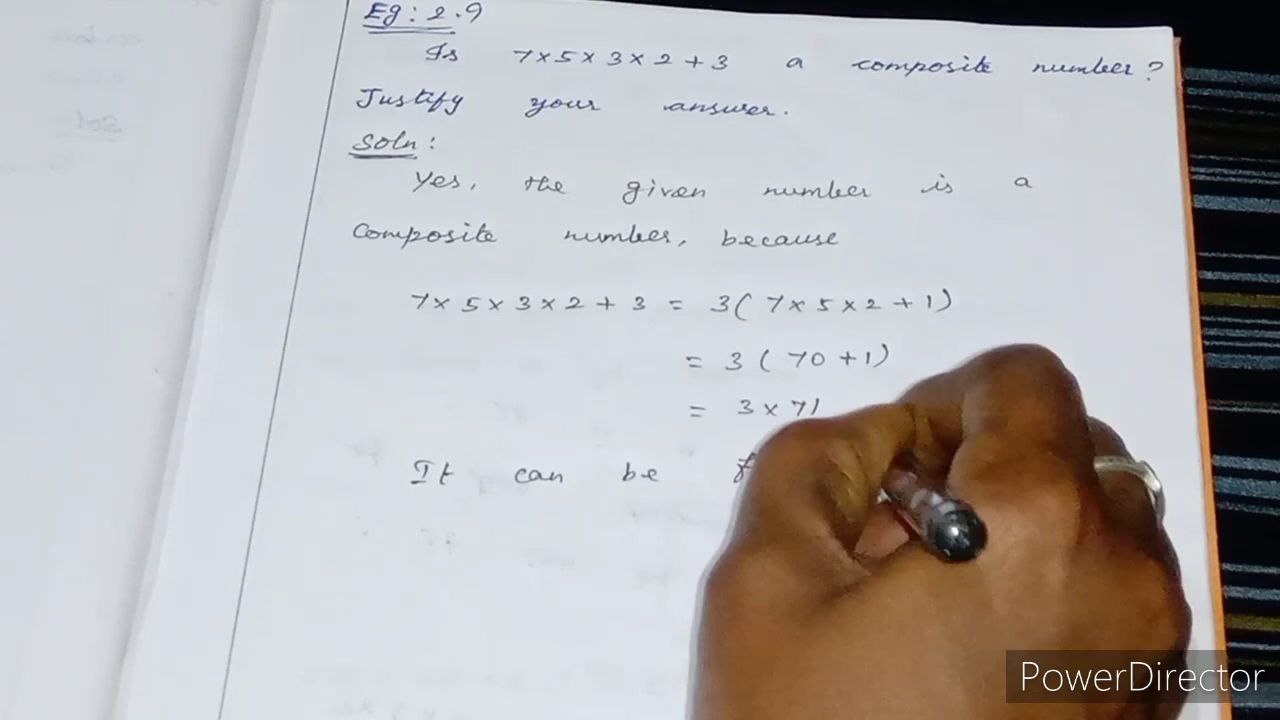 Eg: 2.9
Is 7×5×3×2+3 a composite number?
Justify your answer.
Soln:
Yes, the given number is a
composite number, because
7×5×3×2+3 = 3(7×5×2+1)
= 3(70+1)
= 3×71
It can be
PowerDirector